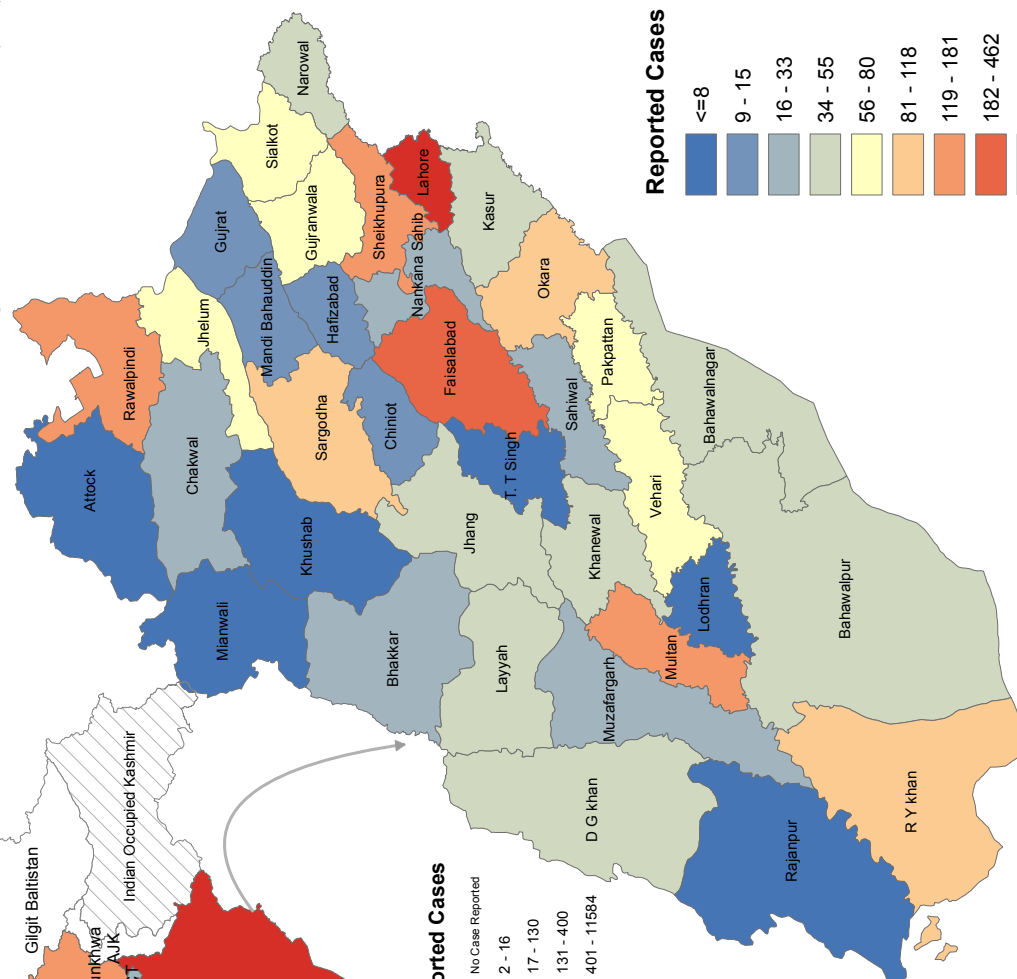 Narowal
Sialkot
Gujrat
Gujranwala
Sheikhupura
Lahore
Kasur
Nankana Sahib
Mandi Bahauddin
Hafizabad
Jhelum
Rawalpindi
Okara
Faisalabad
Pakpattan
Sahiwal
Bahawalnagar
Chiniot
Sargodha
Chakwal
Attock
T. T Singh
Vehari
Jhang
Khanewal
Khushab
Lodhran
Bahawalpur
Mianwali
Bhakkar
Layyah
Multan
Muzafargarh
D G khan
R Y khan
Rajanpur
Indian Occupied Kashmir
Gilgit Baltistan
AJK
Reported Cases
<=8
9 - 15
16 - 33
34 - 55
56 - 80
81 - 118
119 - 181
182 - 462
orted Cases
No Case Reported
2 - 16
17 - 130
131 - 400
401 - 11584
nkhwa